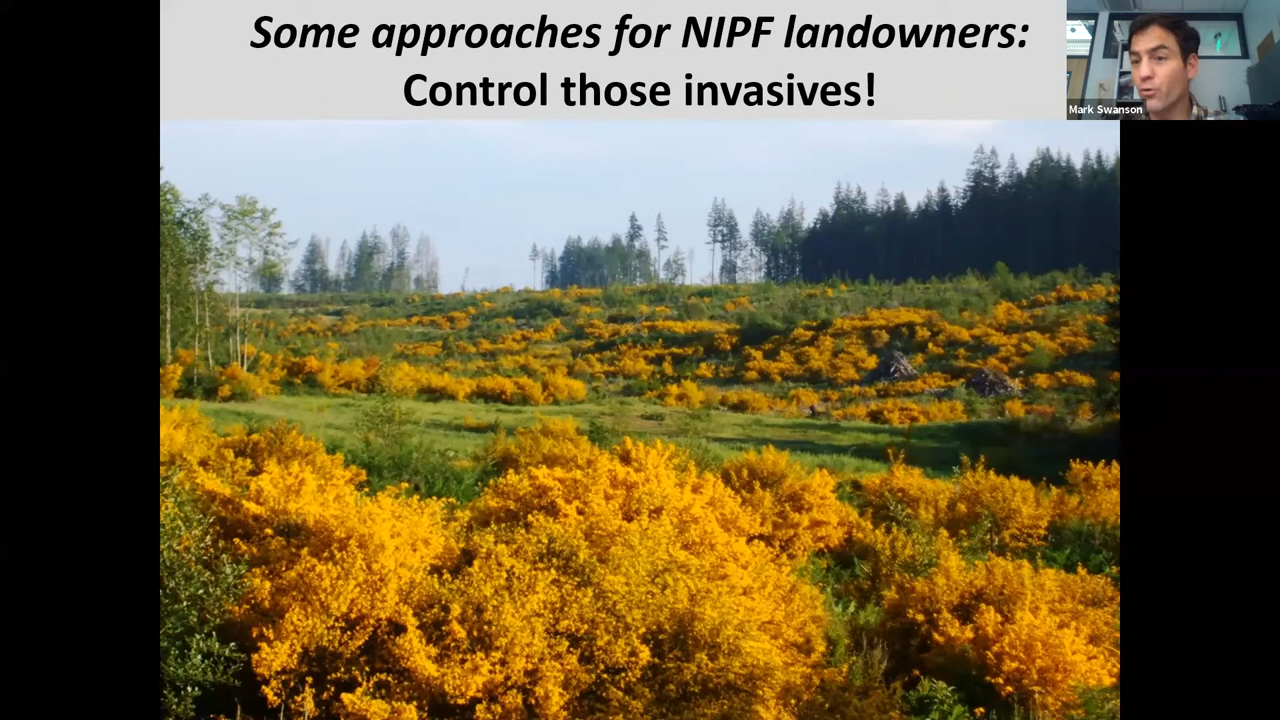 Some approaches for NIPF landowners:
Control those invasives!
Mark Swanson